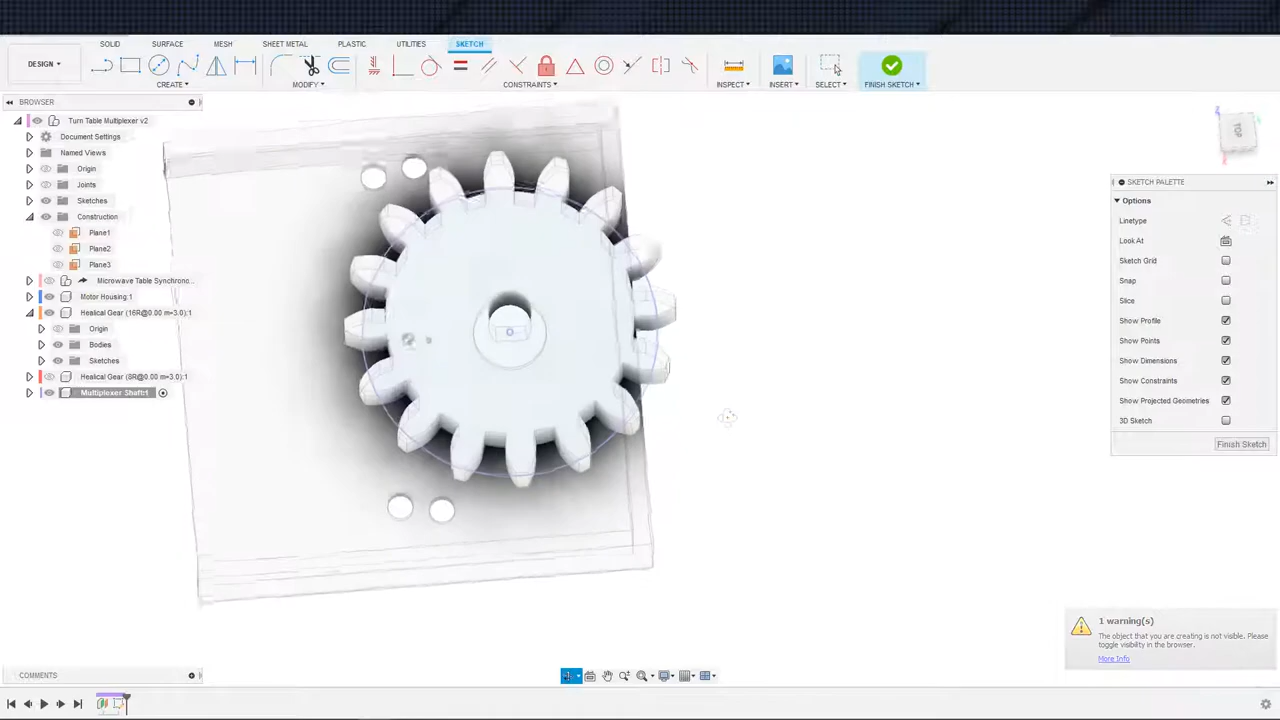 SOLID SURFACE MESH SHEET METAL PLASTIC UTILITIES SKETCH
DESIGN
CREATE MODIFY CONSTRAINTS INSPECT INSERT SELECT FINISH SKETCH
BROWSER
Turn Table Multiplexer v2
Document Settings
Named Views
Origin
Joints
Sketches
Construction
Plane1
Plane2
Plane3
Microwave Table Synchrono...
Motor Housing:1
Helical Gear (16R@0.00 m=3.0):1
Origin
Bodies
Sketches
Healical Gear (8R@0.00 m=3.0):1
Multiplexer Shaft:1
TOP
SKETCH PALETTE
Options
Linetype
Look At
Sketch Grid
Snap
Slice
Show Profile
Show Points
Show Dimensions
Show Constraints
Show Projected Geometries
3D Sketch
Finish Sketch
1 warning(s)
The object that you are creating is not visible. Please
toggle visibility in the browser.
More Info
COMMENTS